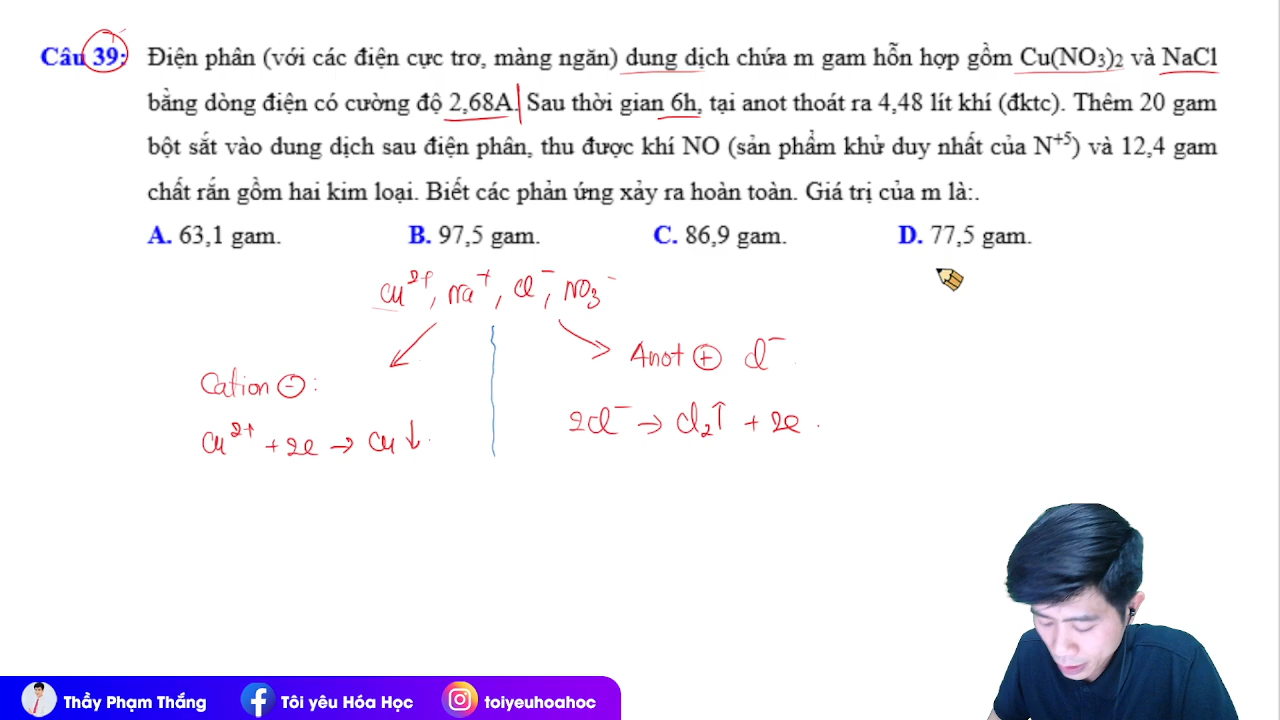 Câu 39: Điện phân (với các điện cực trơ, màng ngăn) dung dịch chứa m gam hỗn hợp gồm Cu(NO3)2 và NaCl
bằng dòng điện có cường độ 2,68A. Sau thời gian 6h, tại anot thoát ra 4,48 lít khí (đktc). Thêm 20 gam
bột sắt vào dung dịch sau điện phân, thu được khí NO (sản phẩm khử duy nhất của N⁺⁵) và 12,4 gam
chất rắn gồm hai kim loại. Biết các phản ứng xảy ra hoàn toàn. Giá trị của m là:.
A. 63,1 gam. B. 97,5 gam. C. 86,9 gam. D. 77,5 gam.
Cu²⁺, Na⁺, Cl⁻, NO₃⁻
Anot ⊕ Cl⁻
Cation ⊖:
2Cl⁻ → Cl₂↑ + 2e.
Cu²⁺ + 2e → Cu↓.
Thầy Phạm Thắng Tôi yêu Hóa Học toiyeuhoahoc